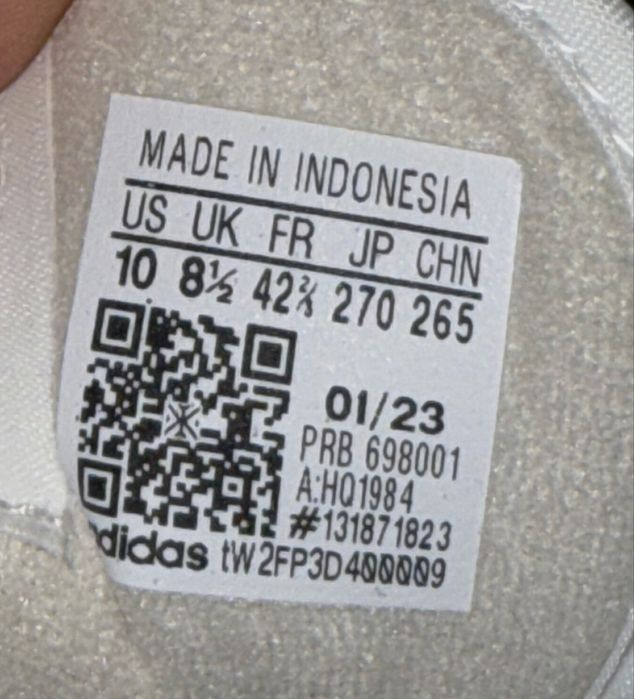 MADE IN INDONESIA
US UK FR JP CHN
10 8½ 42⅔ 270 265
01/23
PRB 698001
A:HQ1984
#131871823
adidas tW2FP3D400009